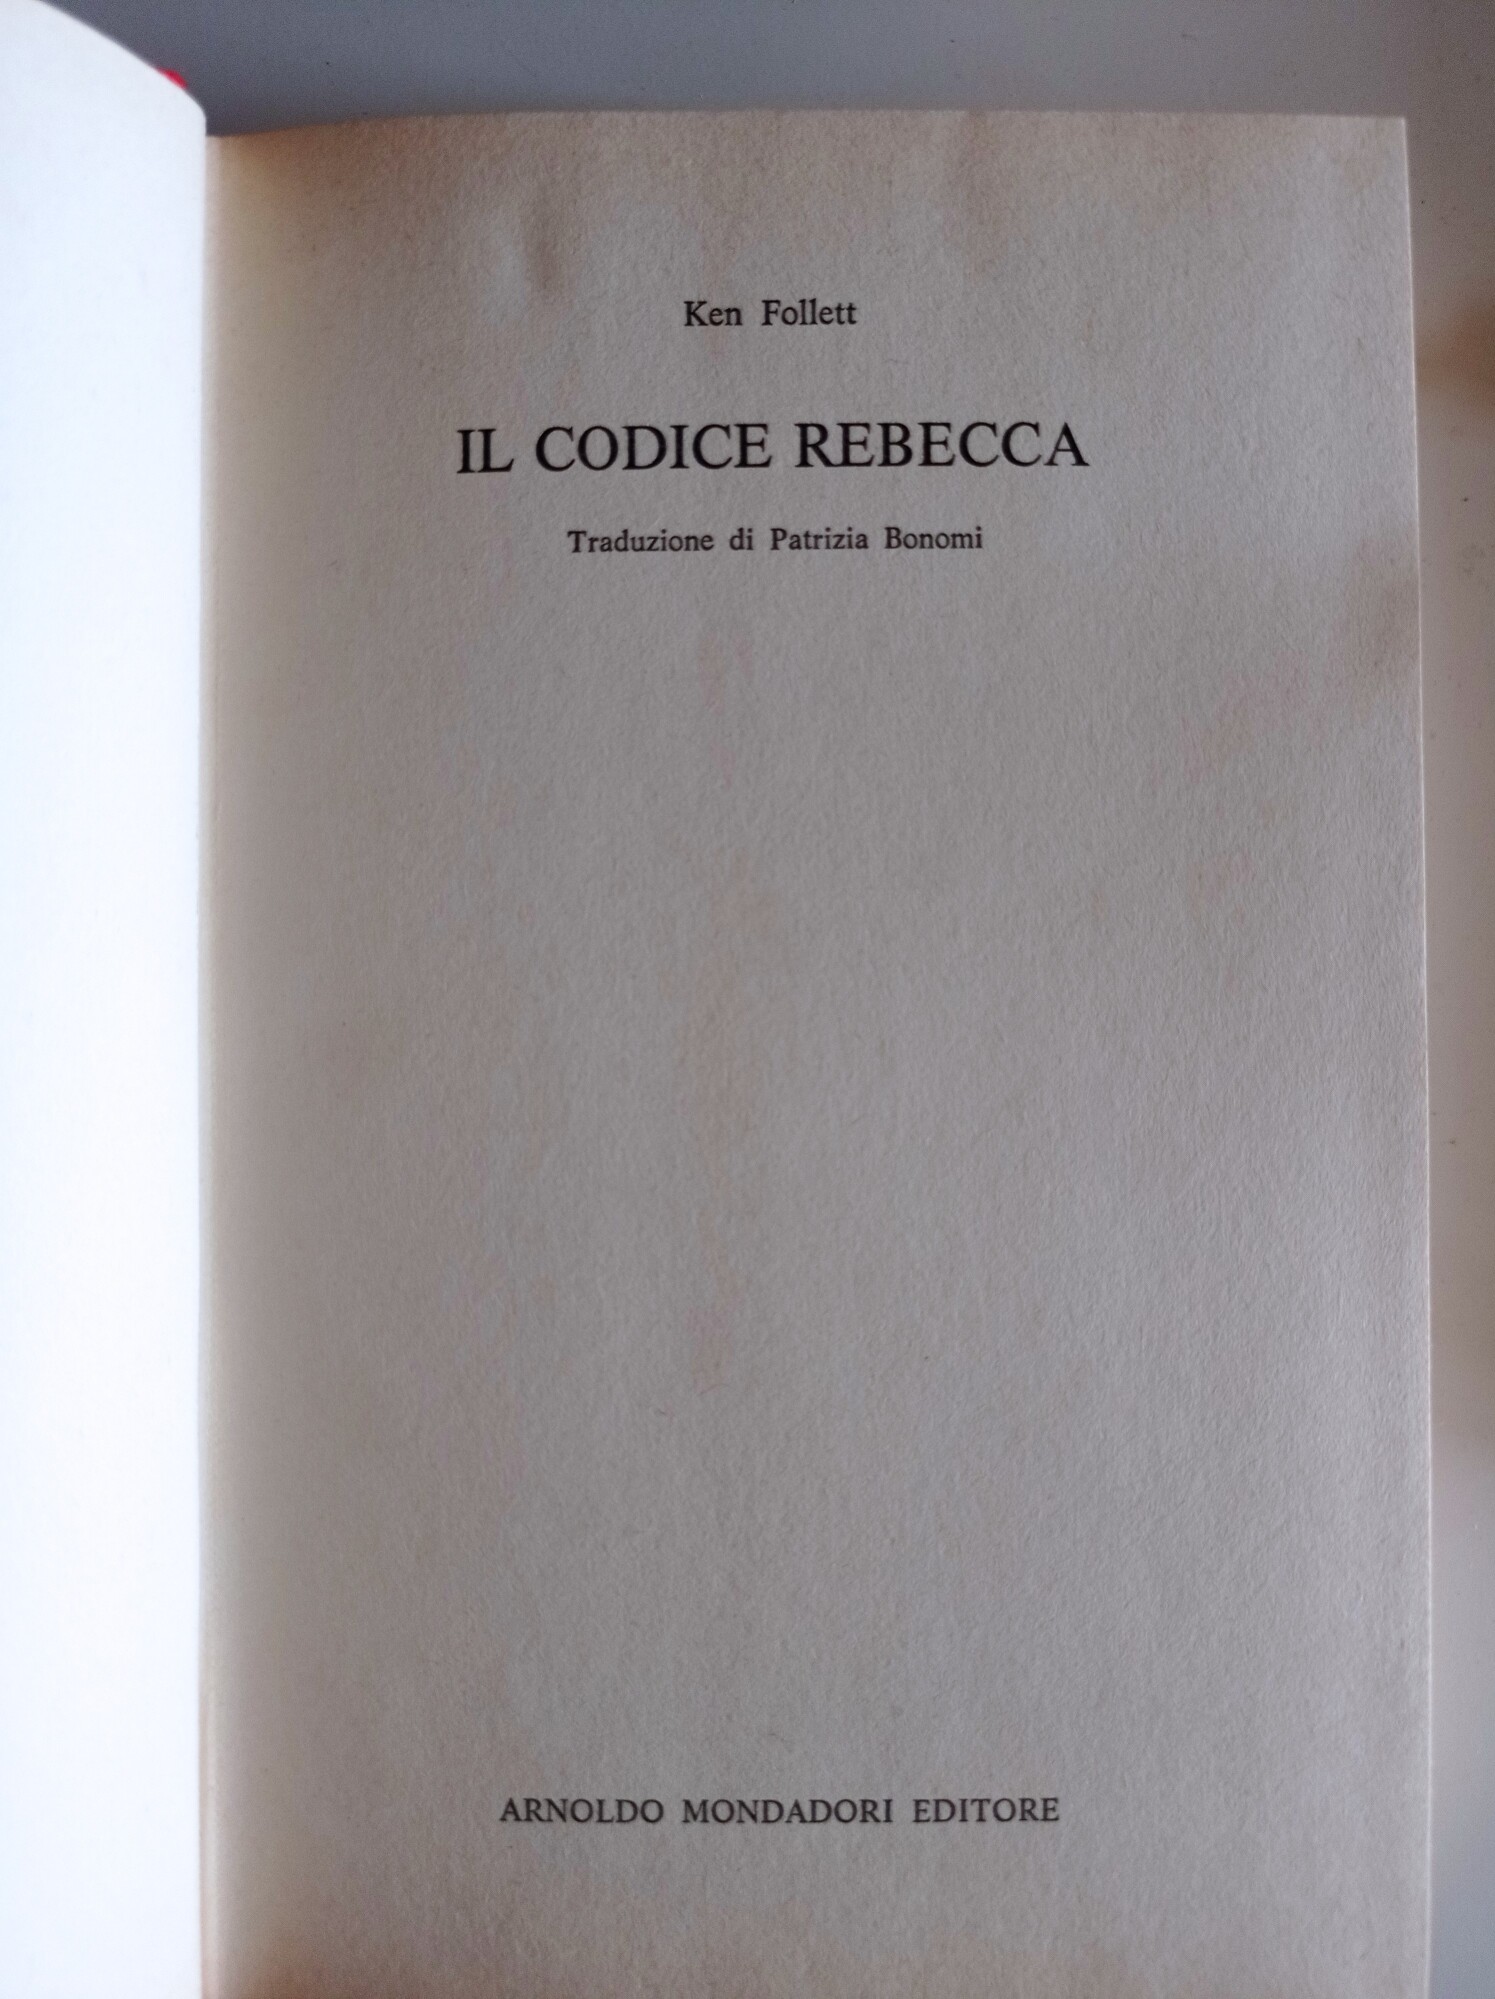 Ken Follett
IL CODICE REBECCA
Traduzione di Patrizia Bonomi
ARNOLDO MONDADORI EDITORE